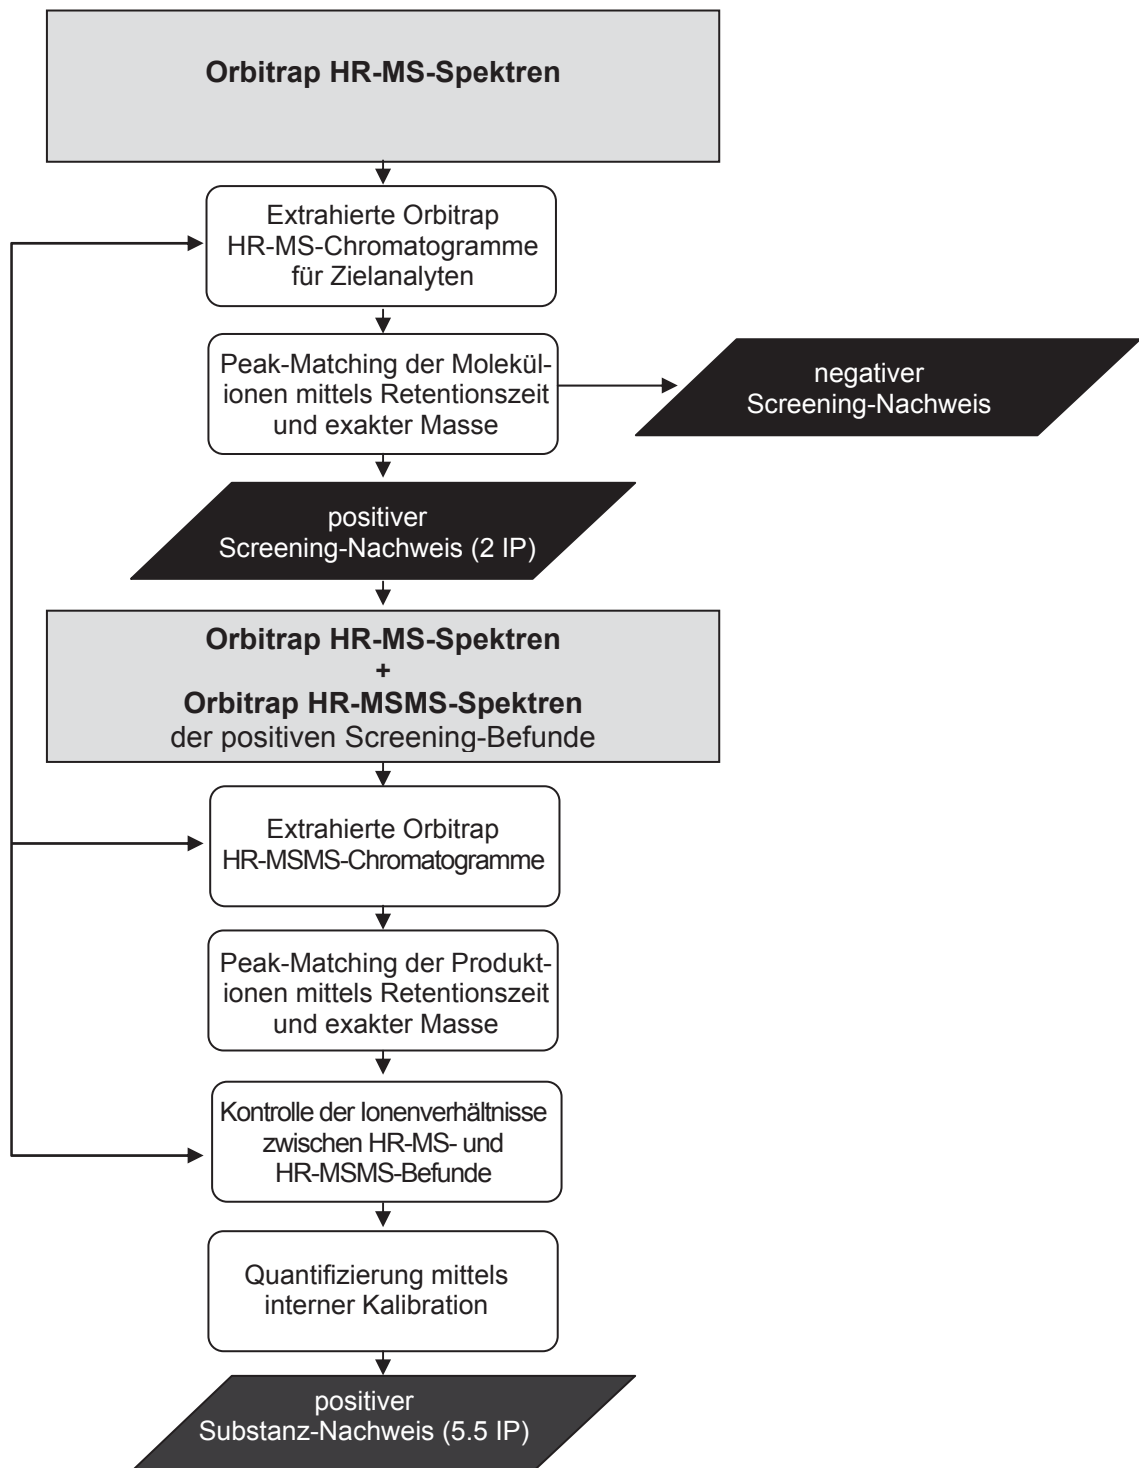 Orbitrap HR-MS-Spektren
Extrahierte Orbitrap
HR-MS-Chromatogramme
für Zielanalyten
Peak-Matching der Molekül-
ionen mittels Retentionszeit
und exakter Masse
negativer
Screening-Nachweis
positiver
Screening-Nachweis (2 IP)
Orbitrap HR-MS-Spektren
+
Orbitrap HR-MSMS-Spektren
der positiven Screening-Befunde
Extrahierte Orbitrap
HR-MSMS-Chromatogramme
Peak-Matching der Produkt-
ionen mittels Retentionszeit
und exakter Masse
Kontrolle der Ionenverhältnisse
zwischen HR-MS- und
HR-MSMS-Befunde
Quantifizierung mittels
interner Kalibration
positiver
Substanz-Nachweis (5.5 IP)